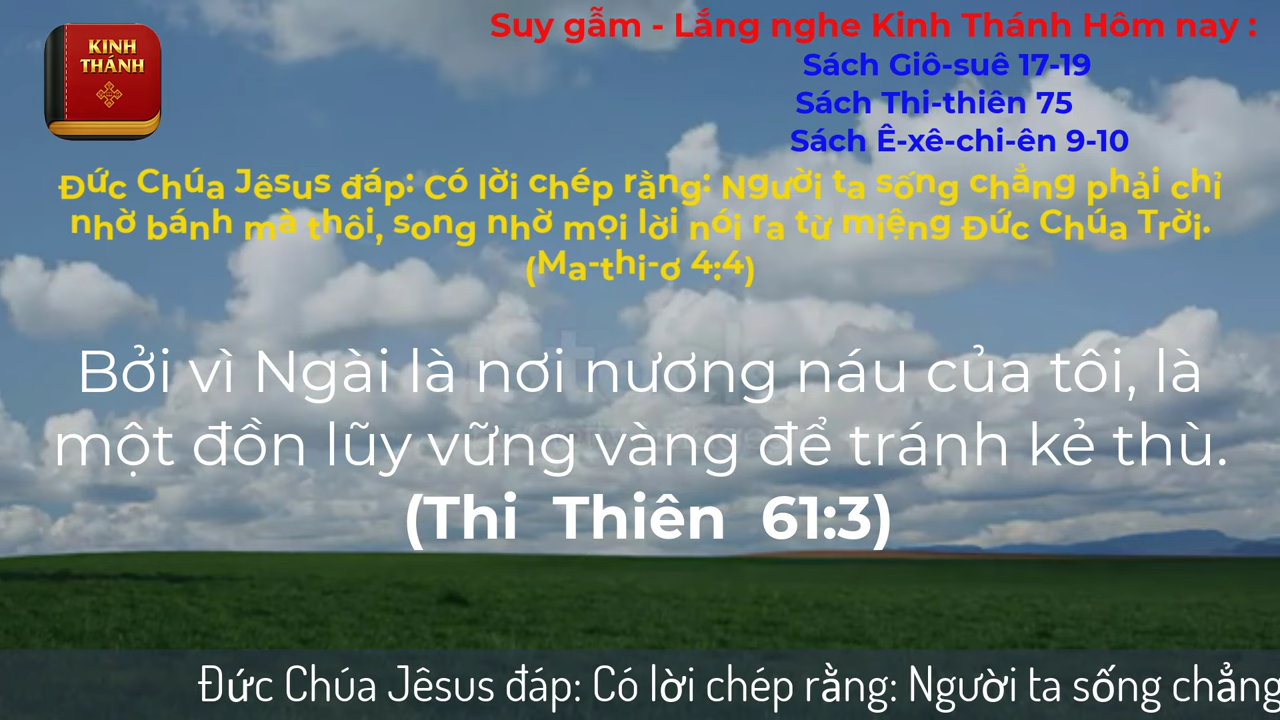 KINH
THÁNH
Suy gẫm - Lắng nghe Kinh Thánh Hôm nay :
Sách Giô-suê 17-19
Sách Thi-thiên 75
Sách Ê-xê-chi-ên 9-10
Đức Chúa Jêsus đáp: Có lời chép rằng: Người ta sống chẳng phải chỉ
nhờ bánh mà thôi, song nhờ mọi lời nói ra từ miệng Đức Chúa Trời.
(Ma-thi-ơ 4:4)
Bởi vì Ngài là nơi nương náu của tôi, là
một đồn lũy vững vàng để tránh kẻ thù.
(Thi Thiên 61:3)
Đức Chúa Jêsus đáp: Có lời chép rằng: Người ta sống chẳng